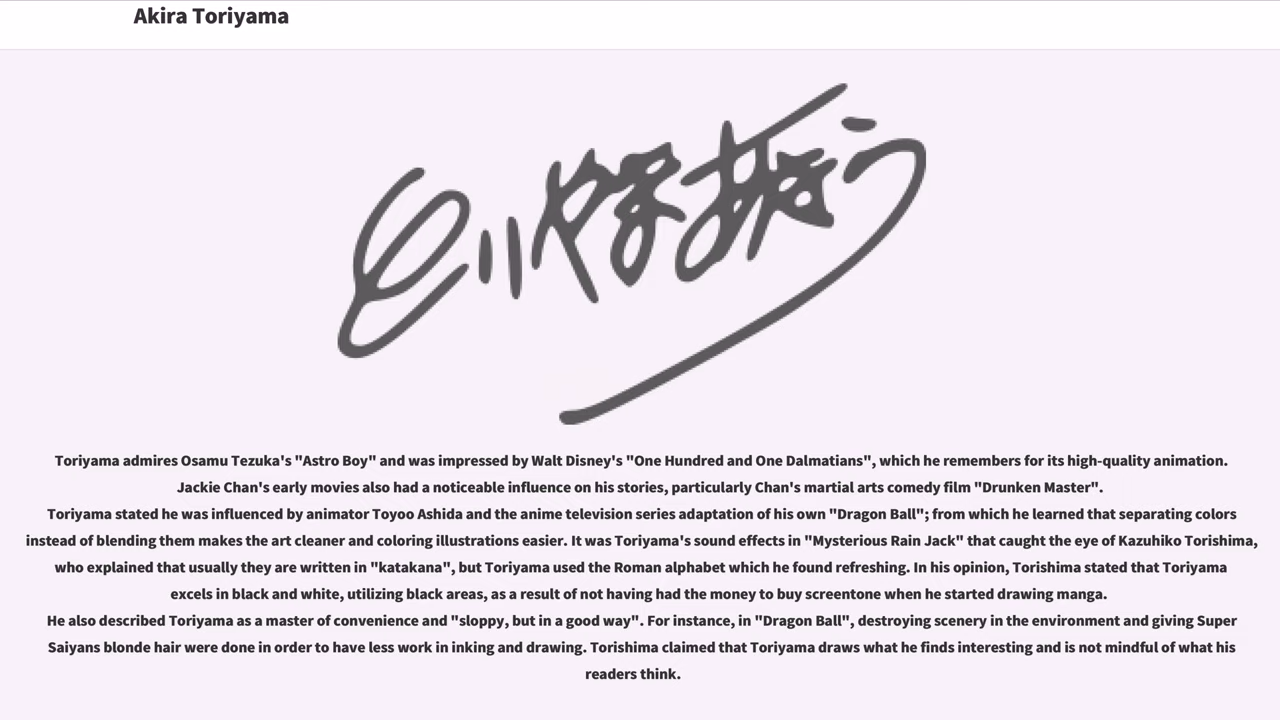 Akira Toriyama
とりやまあきら
Toriyama admires Osamu Tezuka's "Astro Boy" and was impressed by Walt Disney's "One Hundred and One Dalmatians", which he remembers for its high-quality animation.
Jackie Chan's early movies also had a noticeable influence on his stories, particularly Chan's martial arts comedy film "Drunken Master".
Toriyama stated he was influenced by animator Toyoo Ashida and the anime television series adaptation of his own "Dragon Ball"; from which he learned that separating colors
instead of blending them makes the art cleaner and coloring illustrations easier. It was Toriyama's sound effects in "Mysterious Rain Jack" that caught the eye of Kazuhiko Torishima,
who explained that usually they are written in "katakana", but Toriyama used the Roman alphabet which he found refreshing. In his opinion, Torishima stated that Toriyama
excels in black and white, utilizing black areas, as a result of not having had the money to buy screentone when he started drawing manga.
He also described Toriyama as a master of convenience and "sloppy, but in a good way". For instance, in "Dragon Ball", destroying scenery in the environment and giving Super
Saiyans blonde hair were done in order to have less work in inking and drawing. Torishima claimed that Toriyama draws what he finds interesting and is not mindful of what his
readers think.